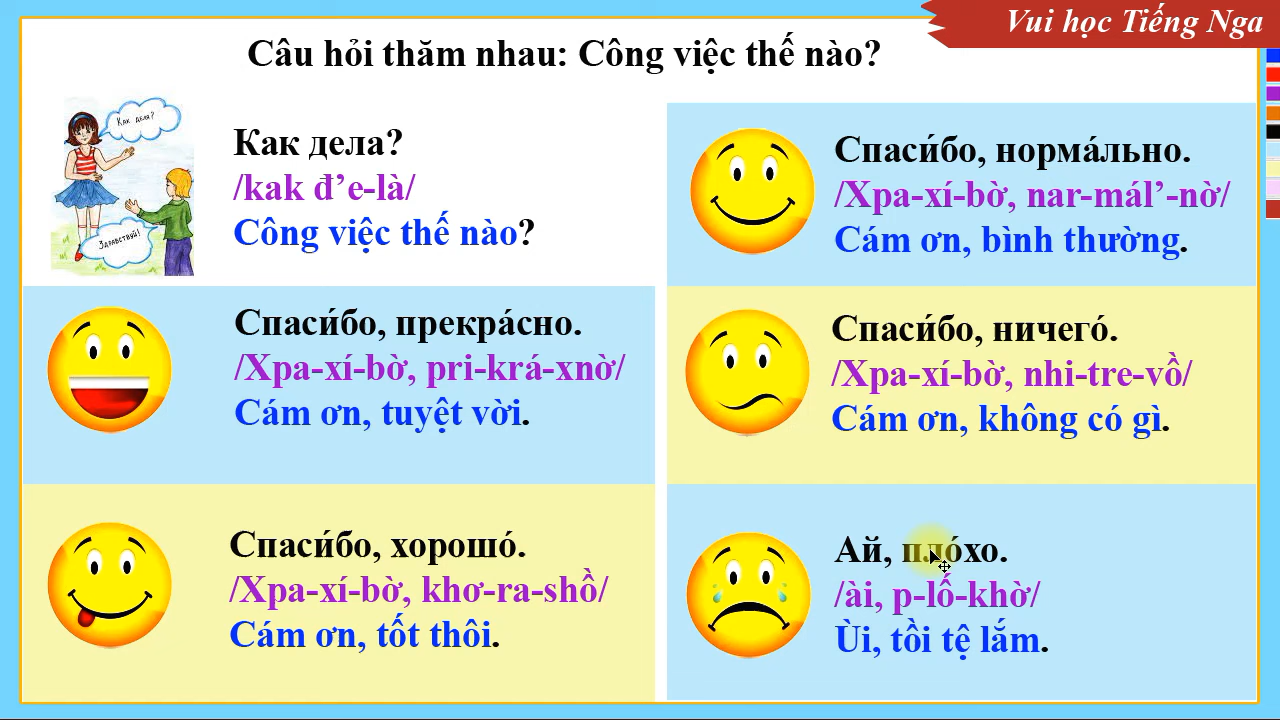 Vui học Tiếng Nga
Câu hỏi thăm nhau: Công việc thế nào?
Как дела?
Здравствуй!
Как дела?
/kak đ’e-là/
Công việc thế nào?
Спаси́бо, норма́льно.
/Xpa-xí-bờ, nar-mál’-nờ/
Cám ơn, bình thường.
Спаси́бо, прекра́сно.
/Xpa-xí-bờ, pri-krá-xnờ/
Cám ơn, tuyệt vời.
Спаси́бо, ничего́.
/Xpa-xí-bờ, nhi-tre-vồ/
Cám ơn, không có gì.
Спаси́бо, хорошо́.
/Xpa-xí-bờ, khơ-ra-shồ/
Cám ơn, tốt thôi.
Ай, пло́хо.
/ài, p-lố-khờ/
Ùi, tồi tệ lắm.